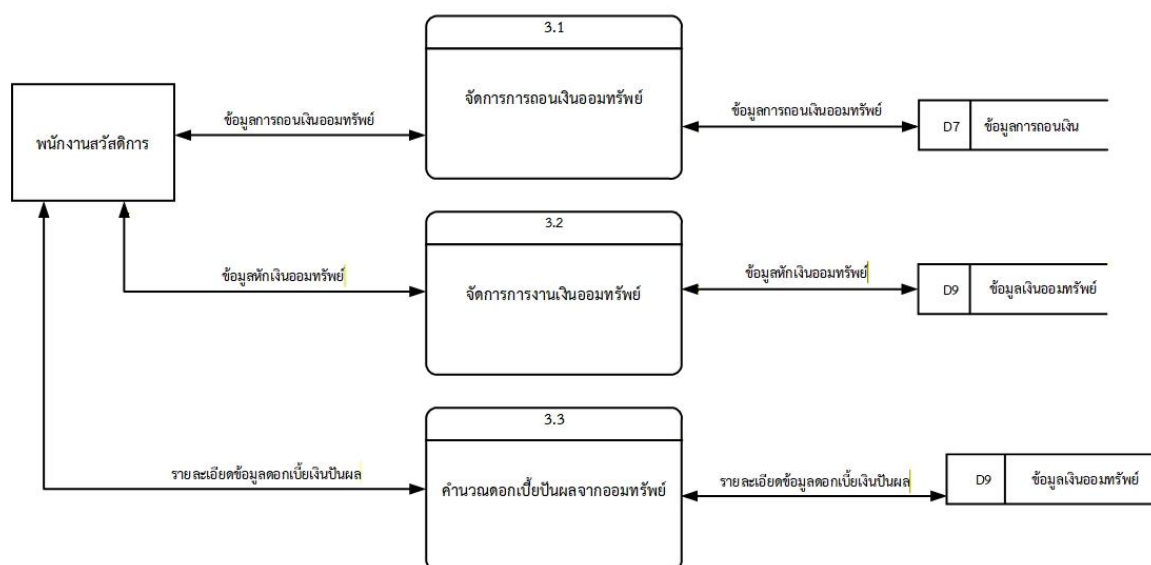 3.1
จัดการการถอนเงินออมทรัพย์
พนักงานสวัสดิการ
ข้อมูลการถอนเงินออมทรัพย์
ข้อมูลการถอนเงินออมทรัพย์
D7 ข้อมูลการถอนเงิน
3.2
จัดการการงานเงินออมทรัพย์
ข้อมูลหักเงินออมทรัพย์
ข้อมูลหักเงินออมทรัพย์
D9 ข้อมูลเงินออมทรัพย์
3.3
คำนวณดอกเบี้ยปันผลจากออมทรัพย์
รายละเอียดข้อมูลดอกเบี้ยเงินปันผล
รายละเอียดข้อมูลดอกเบี้ยเงินปันผล
D9 ข้อมูลเงินออมทรัพย์